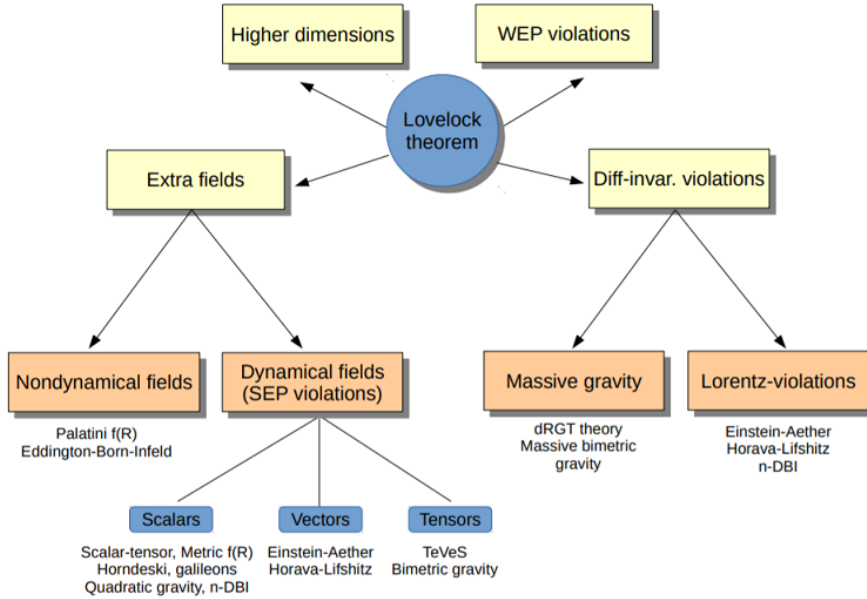 Higher dimensions
WEP violations
Lovelock
theorem
Extra fields
Diff-invar. violations
Nondynamical fields
Dynamical fields
(SEP violations)
Massive gravity
Lorentz-violations
Palatini f(R)
Eddington-Born-Infeld
dRGT theory
Massive bimetric
gravity
Einstein-Aether
Horava-Lifshitz
n-DBI
Scalars
Vectors
Tensors
Scalar-tensor, Metric f(R)
Horndeski, galileons
Quadratic gravity, n-DBI
Einstein-Aether
Horava-Lifshitz
TeVeS
Bimetric gravity